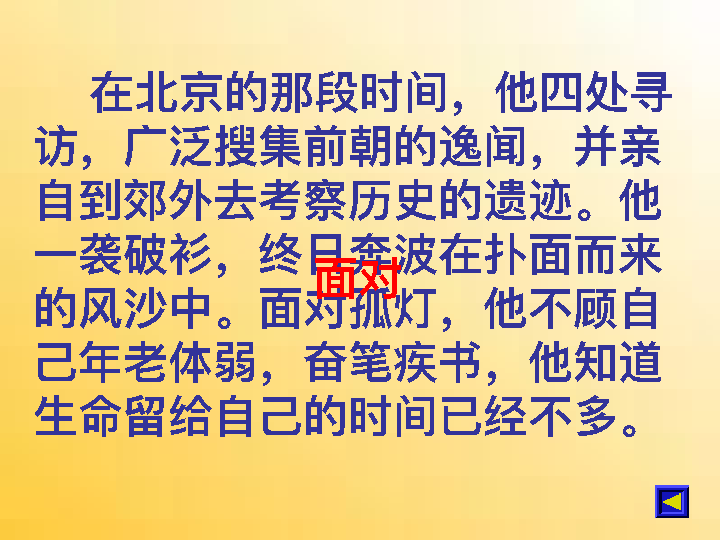 在北京的那段时间，他四处寻
访，广泛搜集前朝的逸闻，并亲
自到郊外去考察历史的遗迹。他
一袭破衫，终日奔波在扑面而来
面对
的风沙中。面对孤灯，他不顾自
己年老体弱，奋笔疾书，他知道
生命留给自己的时间已经不多。